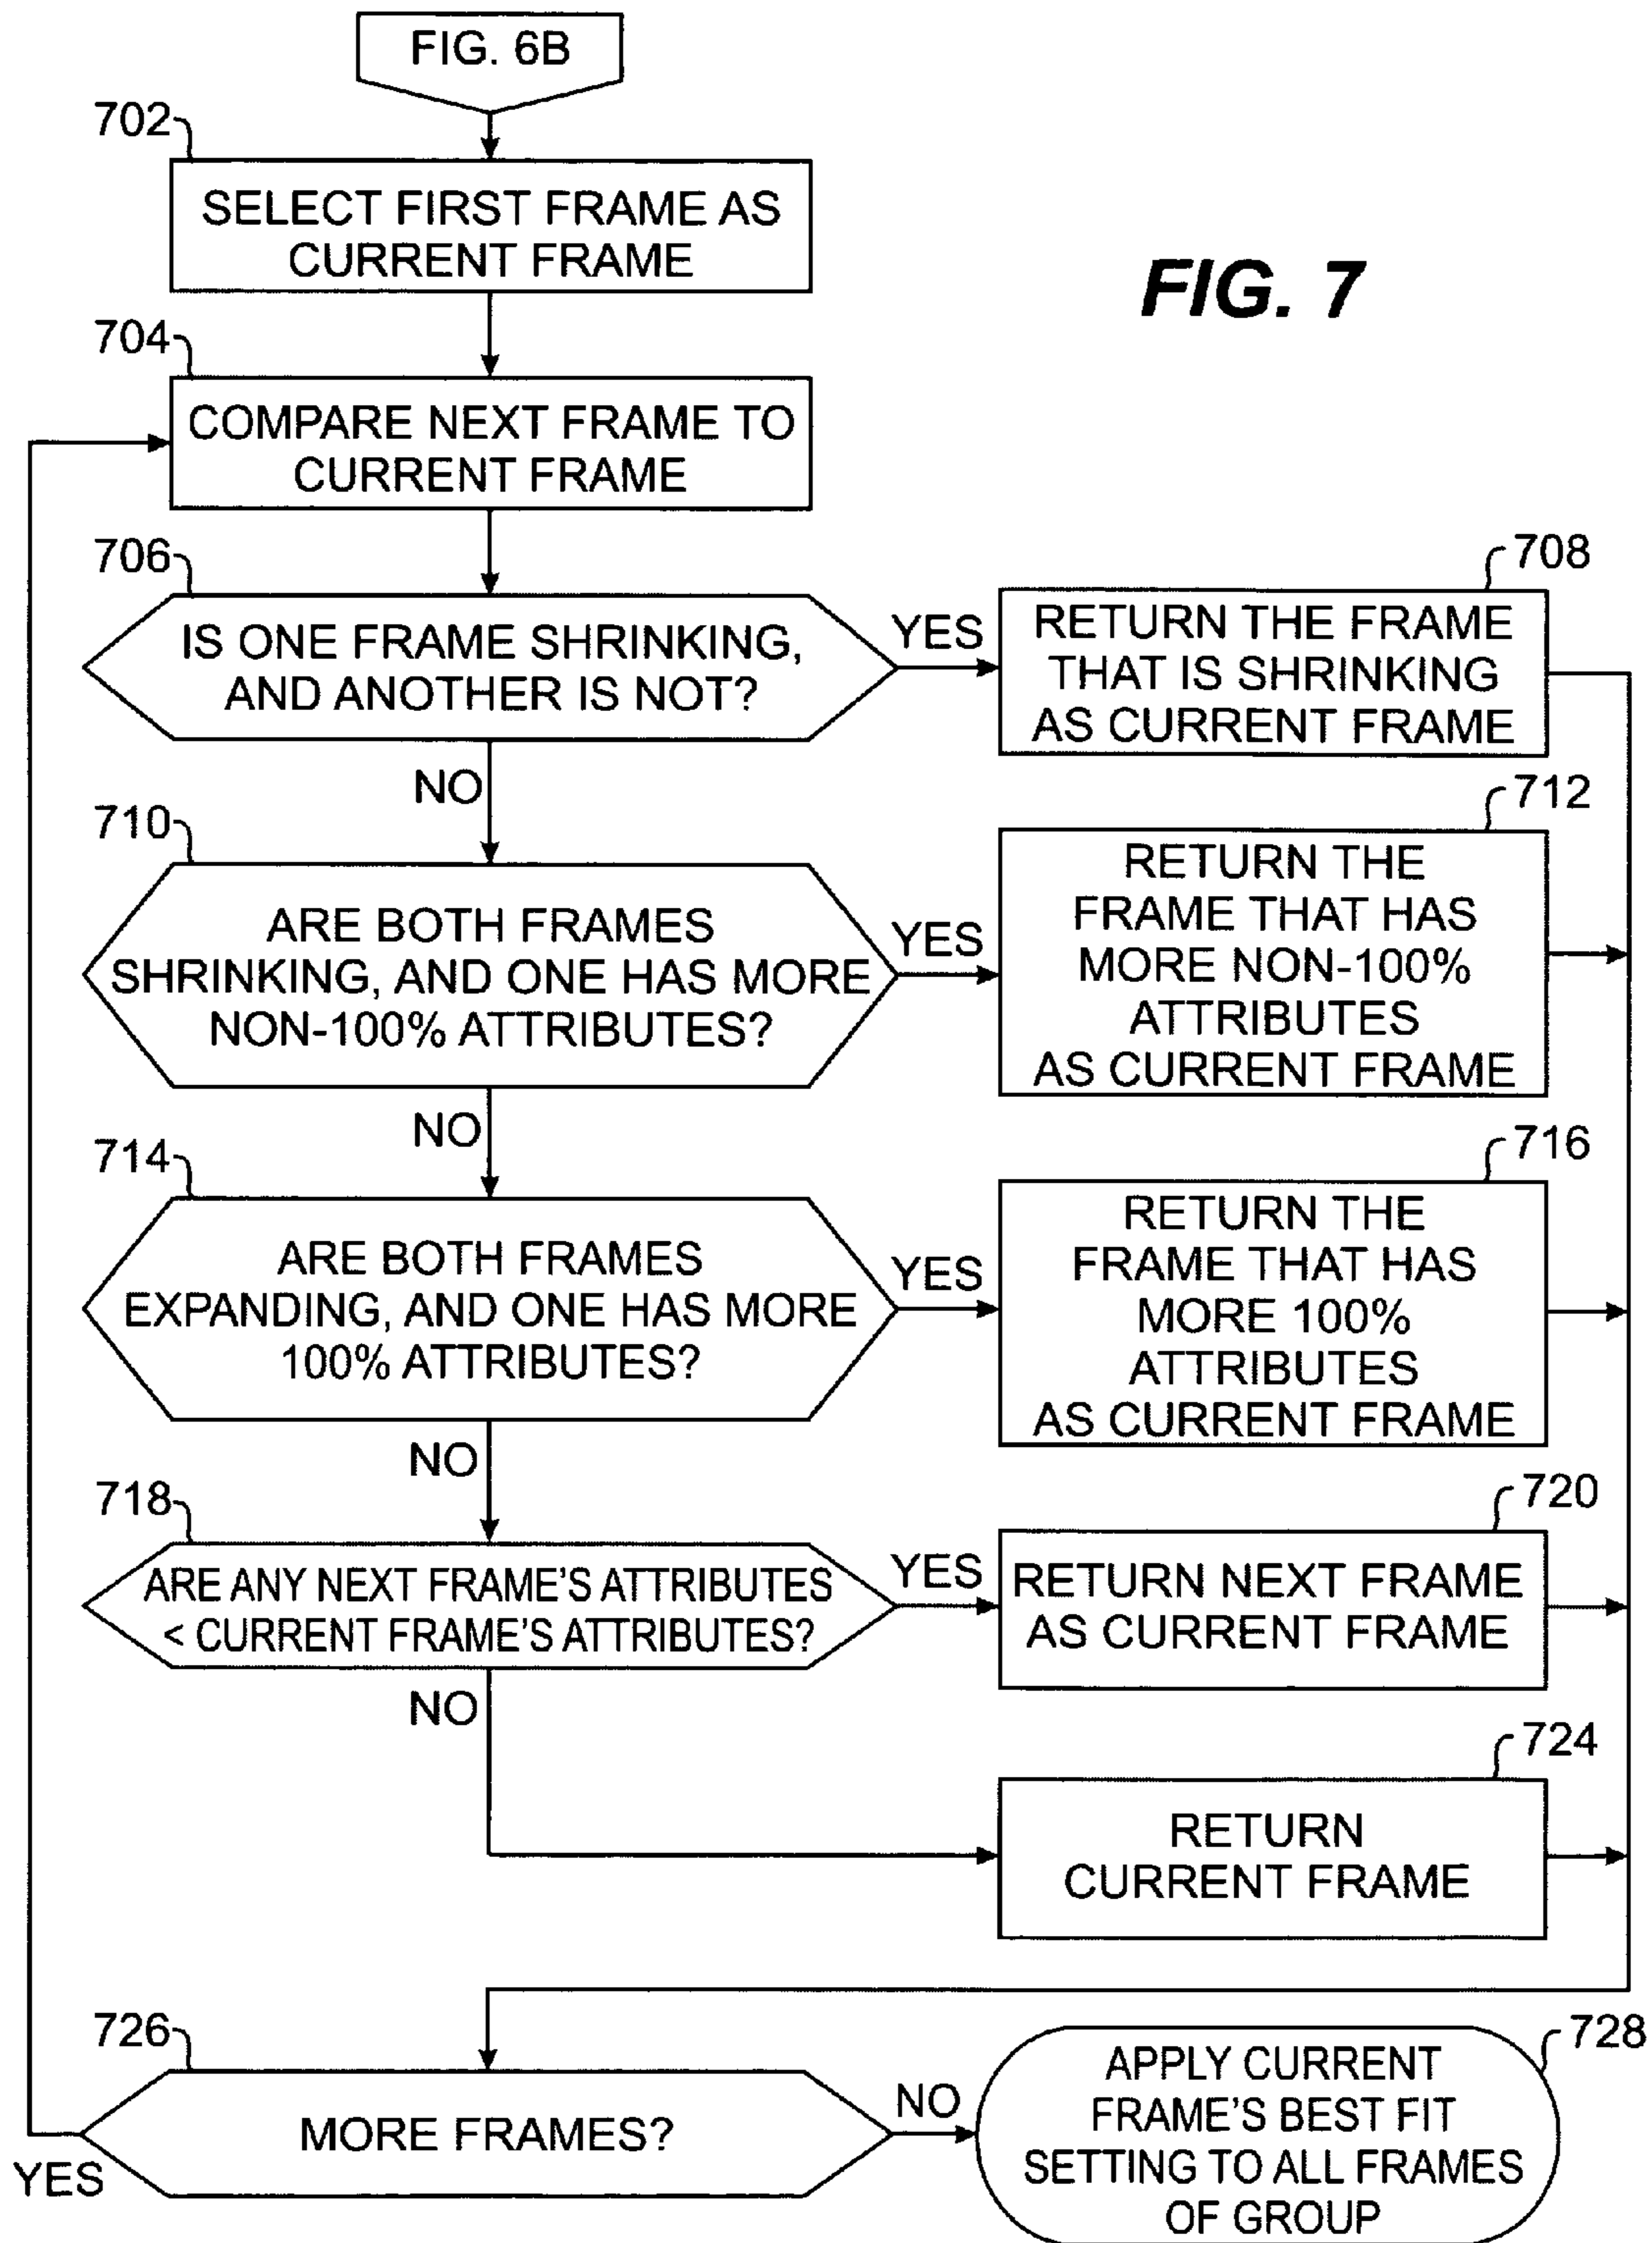 FIG. 6B
702
SELECT FIRST FRAME AS
CURRENT FRAME
FIG. 7
704
COMPARE NEXT FRAME TO
CURRENT FRAME
706
IS ONE FRAME SHRINKING,
AND ANOTHER IS NOT?
YES
708
RETURN THE FRAME
THAT IS SHRINKING
AS CURRENT FRAME
NO
710
ARE BOTH FRAMES
SHRINKING, AND ONE HAS MORE
NON-100% ATTRIBUTES?
YES
712
RETURN THE
FRAME THAT HAS
MORE NON-100%
ATTRIBUTES
AS CURRENT FRAME
NO
714
ARE BOTH FRAMES
EXPANDING, AND ONE HAS MORE
100% ATTRIBUTES?
YES
716
RETURN THE
FRAME THAT HAS
MORE 100%
ATTRIBUTES
AS CURRENT FRAME
NO
718
ARE ANY NEXT FRAME'S ATTRIBUTES
< CURRENT FRAME'S ATTRIBUTES?
YES
720
RETURN NEXT FRAME
AS CURRENT FRAME
NO
724
RETURN
CURRENT FRAME
726
MORE FRAMES?
YES
NO
728
APPLY CURRENT
FRAME'S BEST FIT
SETTING TO ALL FRAMES
OF GROUP